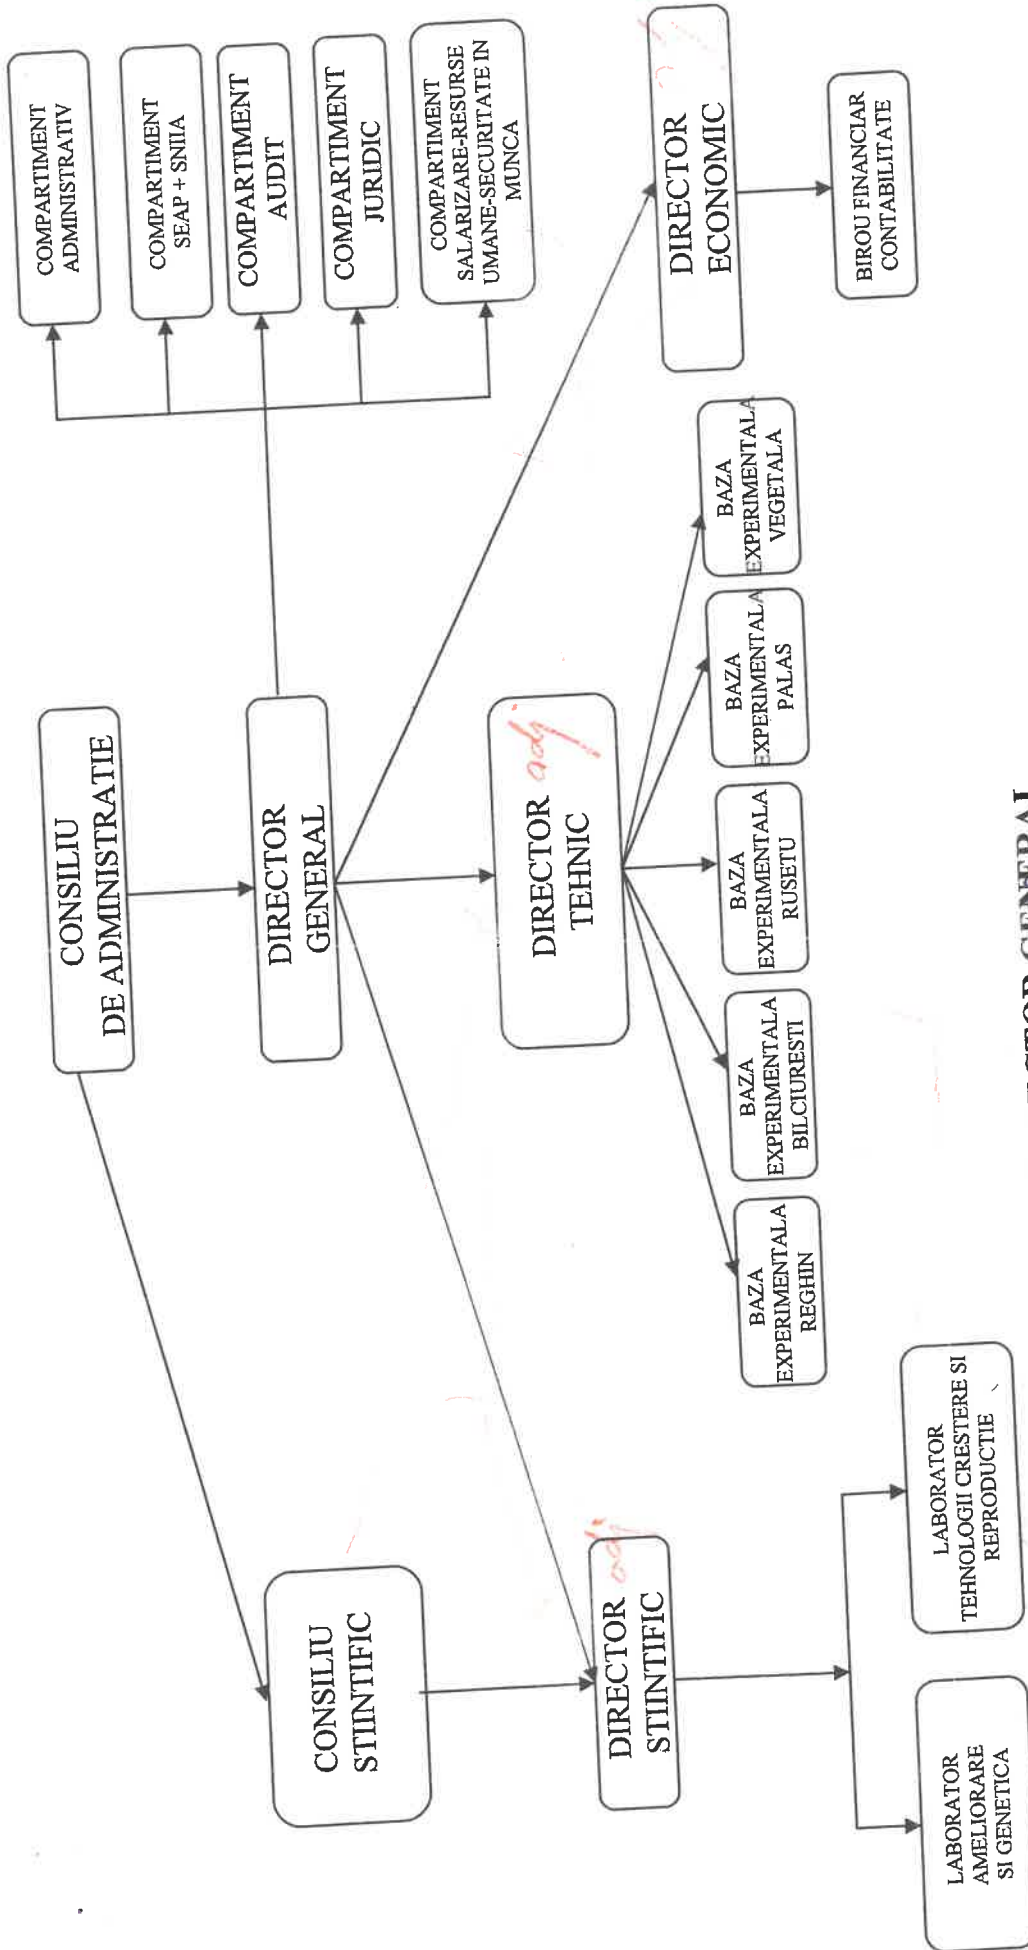 CONSILIU
DE ADMINISTRATIE
COMPARTIMENT
ADMINISTRATIV
COMPARTIMENT
SEAP + SNIIA
COMPARTIMENT
AUDIT
COMPARTIMENT
JURIDIC
COMPARTIMENT
SALARIZARE-RESURSE
UMANE-SECURITATE IN
MUNCA
CONSILIU
STIINTIFIC
DIRECTOR
GENERAL
DIRECTOR adj
STIINTIFIC
DIRECTOR adj
TEHNIC
DIRECTOR
ECONOMIC
BAZA
EXPERIMENTALA
REGHIN
BAZA
EXPERIMENTALA
BILCIURESTI
BAZA
EXPERIMENTALA
RUSETU
BAZA
EXPERIMENTALA
PALAS
BAZA
EXPERIMENTALA
VEGETALA
BIROU FINANCIAR
CONTABILITATE
LABORATOR
AMELIORARE
SI GENETICA
LABORATOR
TEHNOLOGII CRESTERE SI
REPRODUCTIE
GENERAL